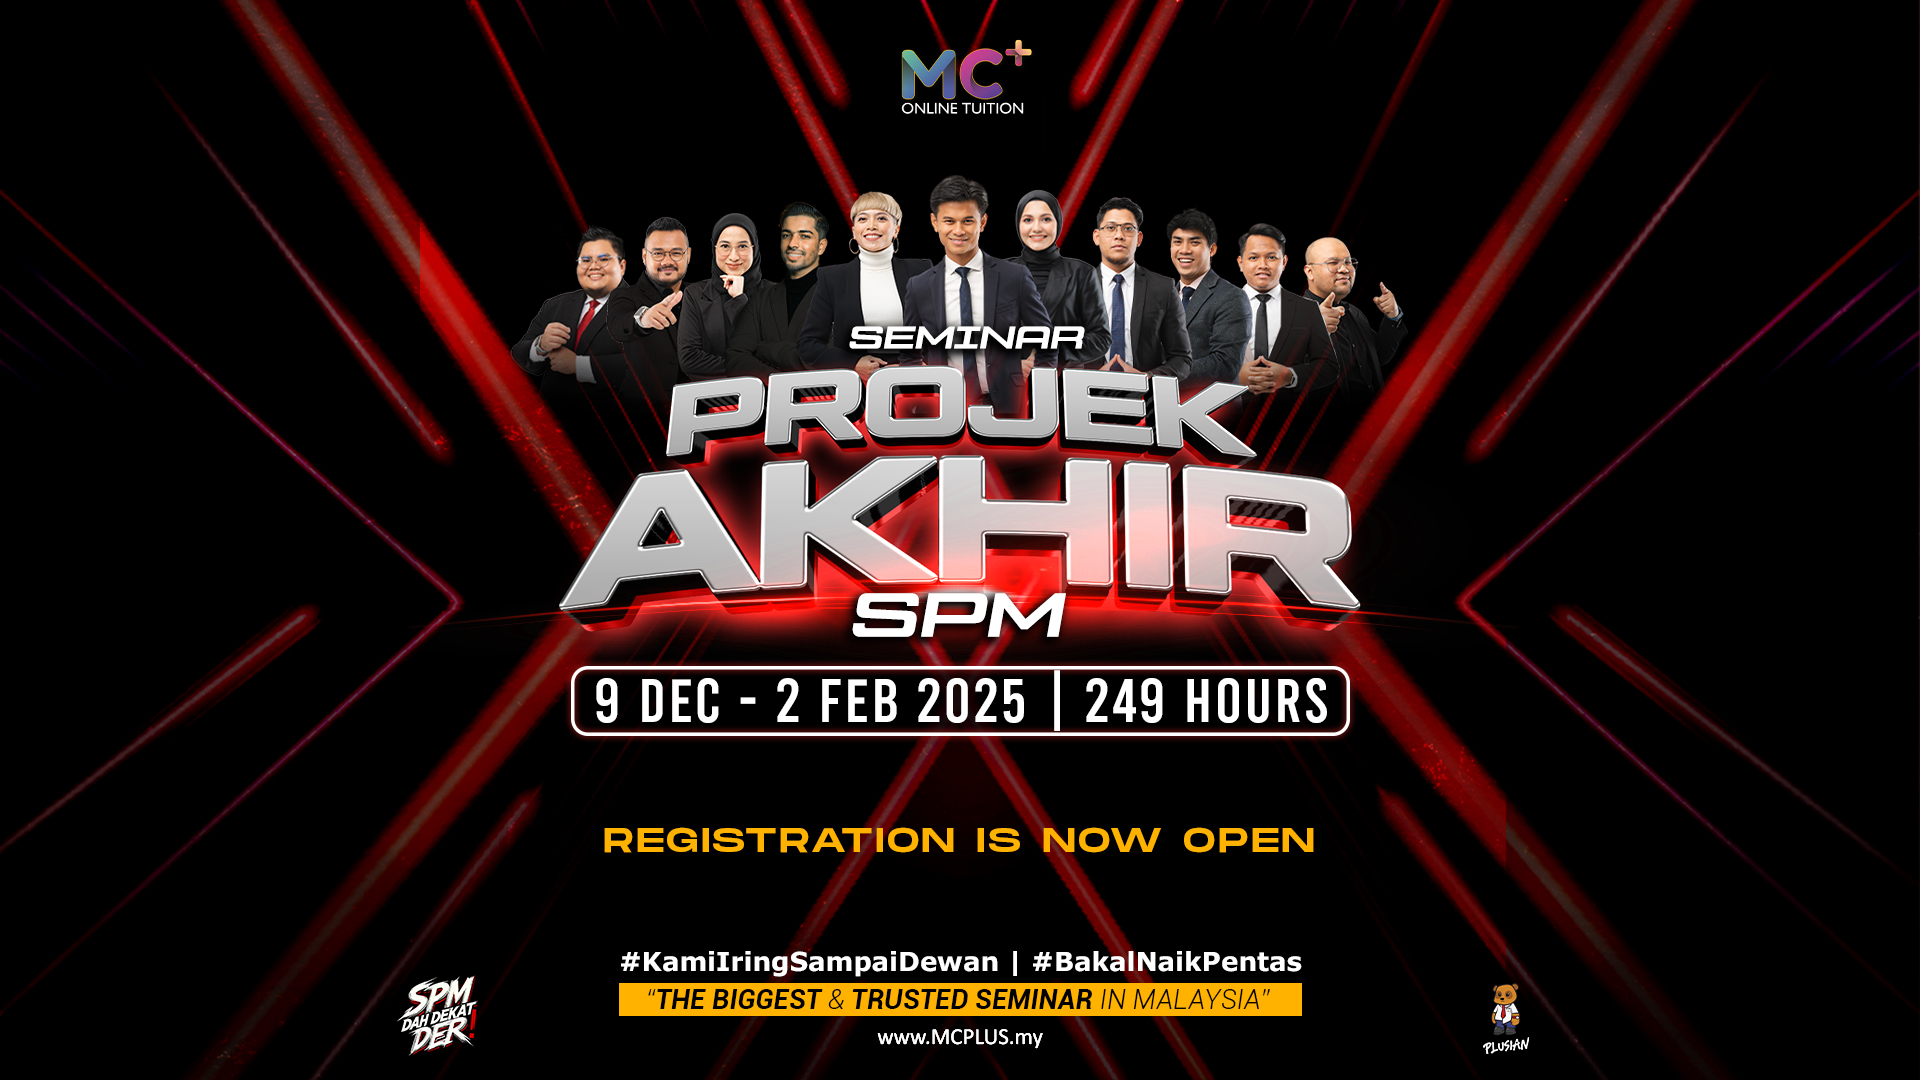 MC+
ONLINE TUITION
SEMINAR
PROJEK
AKHIR
SPM
9 DEC - 2 FEB 2025 | 249 HOURS
REGISTRATION IS NOW OPEN
#KamiIringSampaiDewan | #BakalNaikPentas
“THE BIGGEST & TRUSTED SEMINAR IN MALAYSIA”
www.MCPLUS.my
SPM
DAH DEKAT
DER!
PLUSIAN